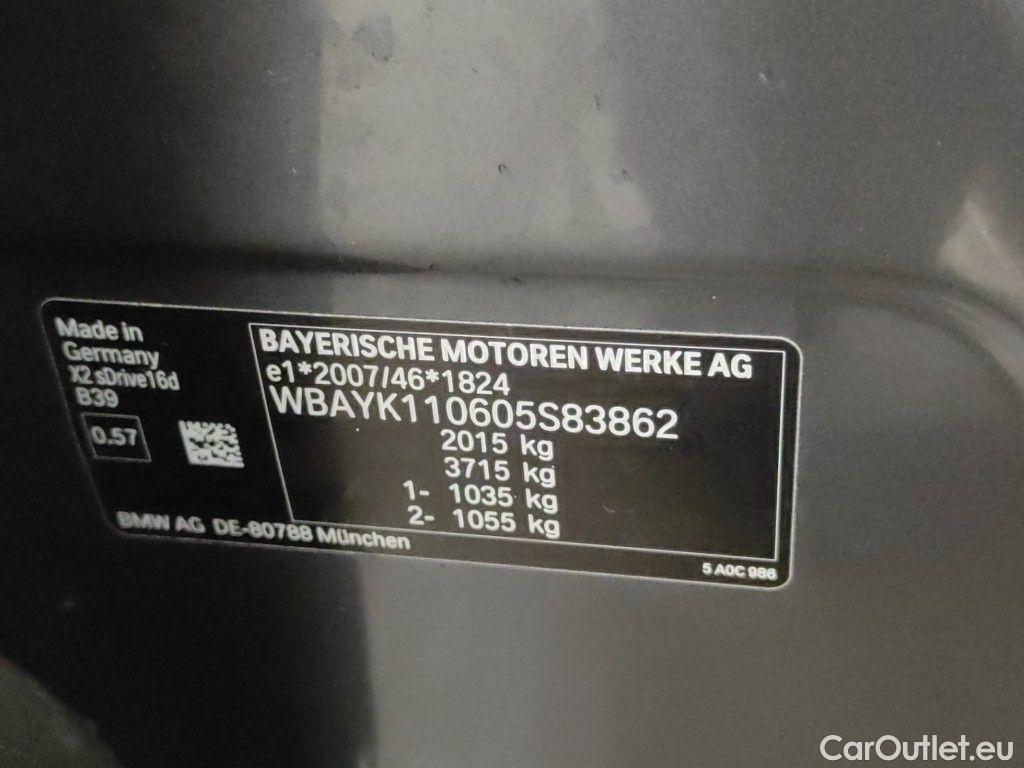 Made in
Germany
X2 sDrive16d
B39
0.57
BAYERISCHE MOTOREN WERKE AG
e1*2007/46*1824
WBAYK110605S83862
2015 kg
3715 kg
1- 1035 kg
2- 1055 kg
BMW AG DE-80788 München
5 A0C 986
CarOutlet.eu